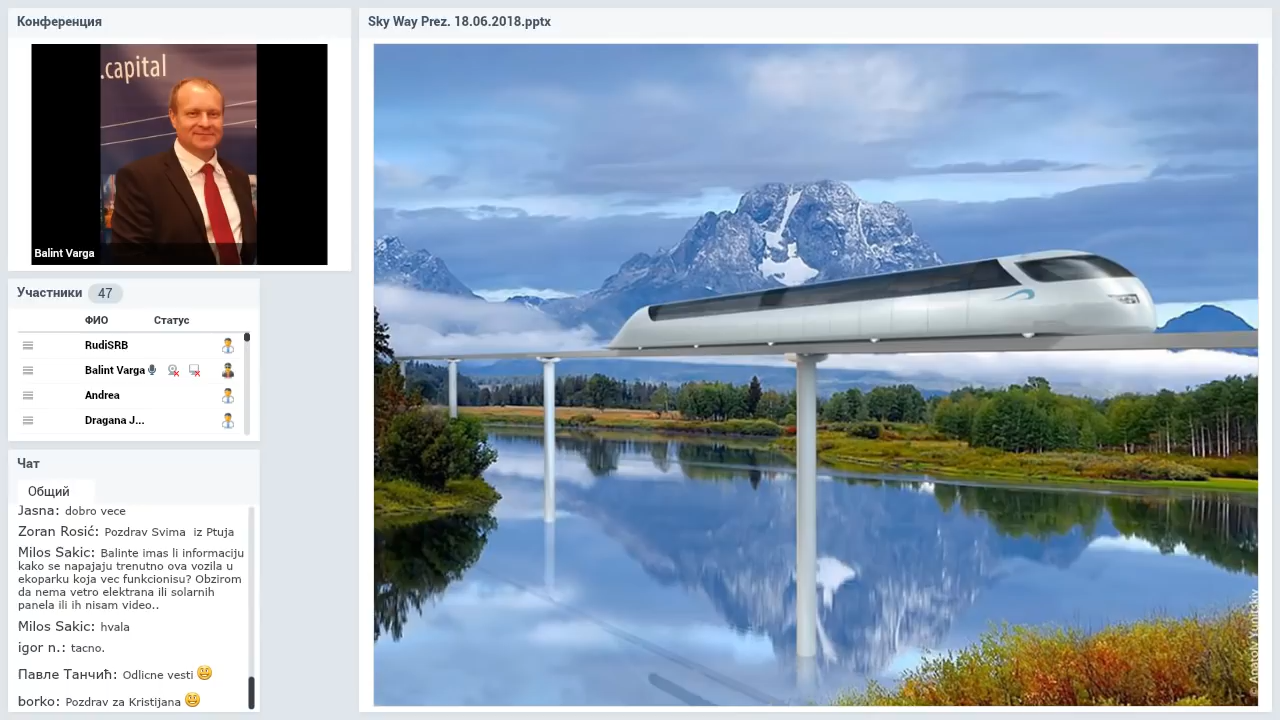 Конференция
.capital
Balint Varga
Участники 47
ФИО Статус
RudiSRB
Balint Varga
Andrea
Dragana J...
Чат
Общий
Jasna: dobro vece
Zoran Rosić: Pozdrav Svima iz Ptuja
Milos Sakic: Balinte imas li informaciju
kako se napajaju trenutno ova vozila u
ekoparku koja vec funkcionisu? Obzirom
da nema vetro elektrana ili solarnih
panela ili ih nisam video..
Milos Sakic: hvala
igor n.: tacno.
Павле Танчић: Odlicne vesti
borko: Pozdrav za Kristijana
Sky Way Prez. 18.06.2018.pptx
© Anatoly Yunitskiy